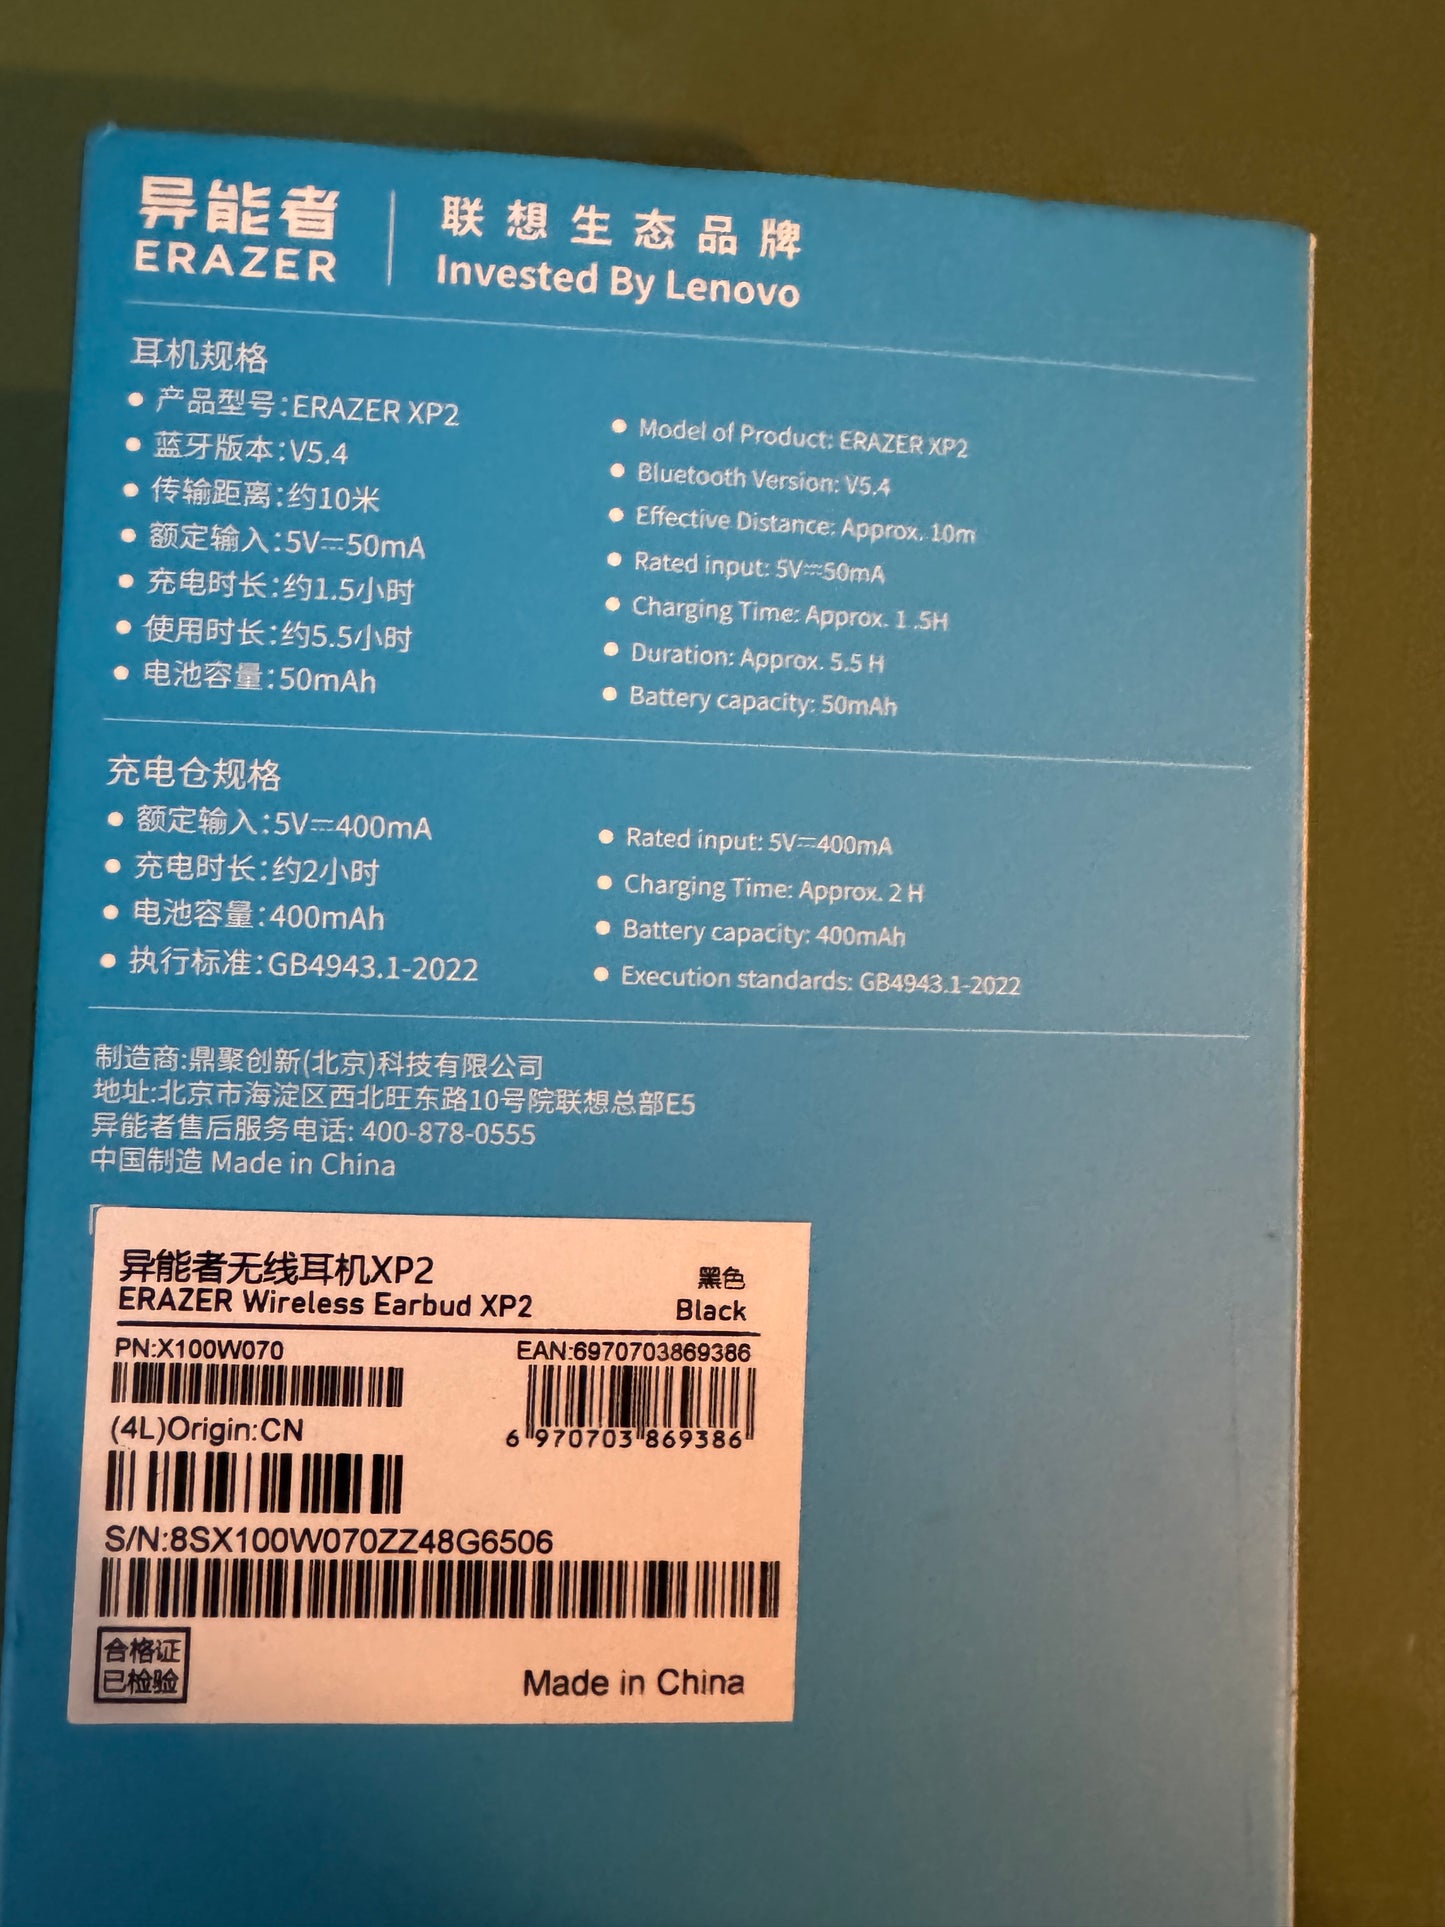 异能者
ERAZER
联想生态品牌
Invested By Lenovo
耳机规格
• 产品型号:ERAZER XP2
• 蓝牙版本:V5.4
• 传输距离:约10米
• 额定输入:5V⎓50mA
• 充电时长:约1.5小时
• 使用时长:约5.5小时
• 电池容量:50mAh
• Model of Product: ERAZER XP2
• Bluetooth Version: V5.4
• Effective Distance: Approx. 10m
• Rated input: 5V⎓50mA
• Charging Time: Approx. 1 .5H
• Duration: Approx. 5.5 H
• Battery capacity: 50mAh
充电仓规格
• 额定输入:5V⎓400mA
• 充电时长:约2小时
• 电池容量:400mAh
• 执行标准:GB4943.1-2022
• Rated input: 5V⎓400mA
• Charging Time: Approx. 2 H
• Battery capacity: 400mAh
• Execution standards: GB4943.1-2022
制造商:鼎聚创新(北京)科技有限公司
地址:北京市海淀区西北旺东路10号院联想总部E5
异能者售后服务电话: 400-878-0555
中国制造 Made in China
异能者无线耳机XP2
ERAZER Wireless Earbud XP2
黑色
Black
PN:X100W070
EAN:6970703869386
6 970703 869386
(4L)Origin:CN
S/N:8SX100W070ZZ48G6506
合格证
已检验
Made in China